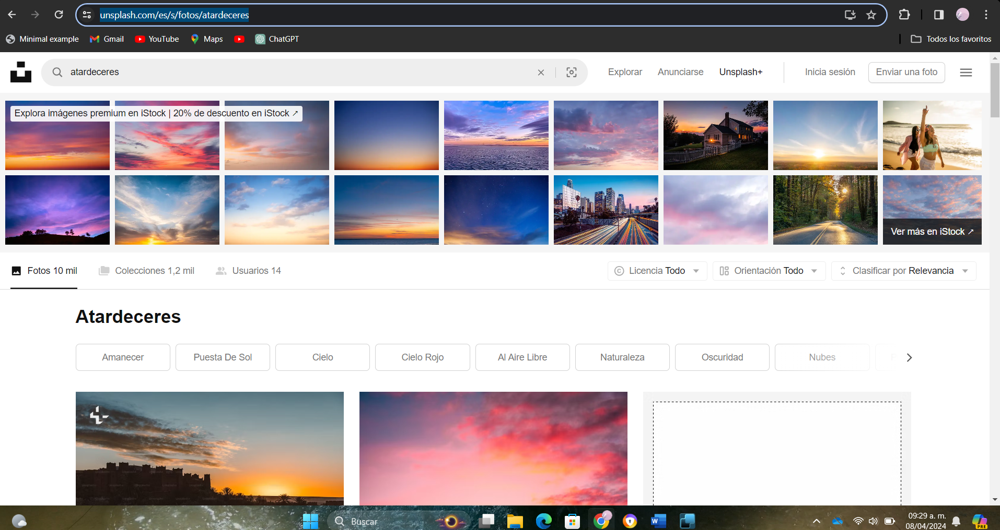 unsplash.com/es/s/fotos/atardeceres
Minimal example
Gmail
YouTube
Maps
ChatGPT
Todos los favoritos
atardeceres
Explorar
Anunciarse
Unsplash+
Inicia sesión
Enviar una foto
Explora imágenes premium en iStock | 20% de descuento en iStock ↗
Ver más en iStock ↗
Fotos 10 mil
Colecciones 1,2 mil
Usuarios 14
Licencia Todo
Orientación Todo
Clasificar por Relevancia
Atardeceres
Amanecer
Puesta De Sol
Cielo
Cielo Rojo
Al Aire Libre
Naturaleza
Oscuridad
Nubes
Buscar
09:29 a. m.
08/04/2024
PRE